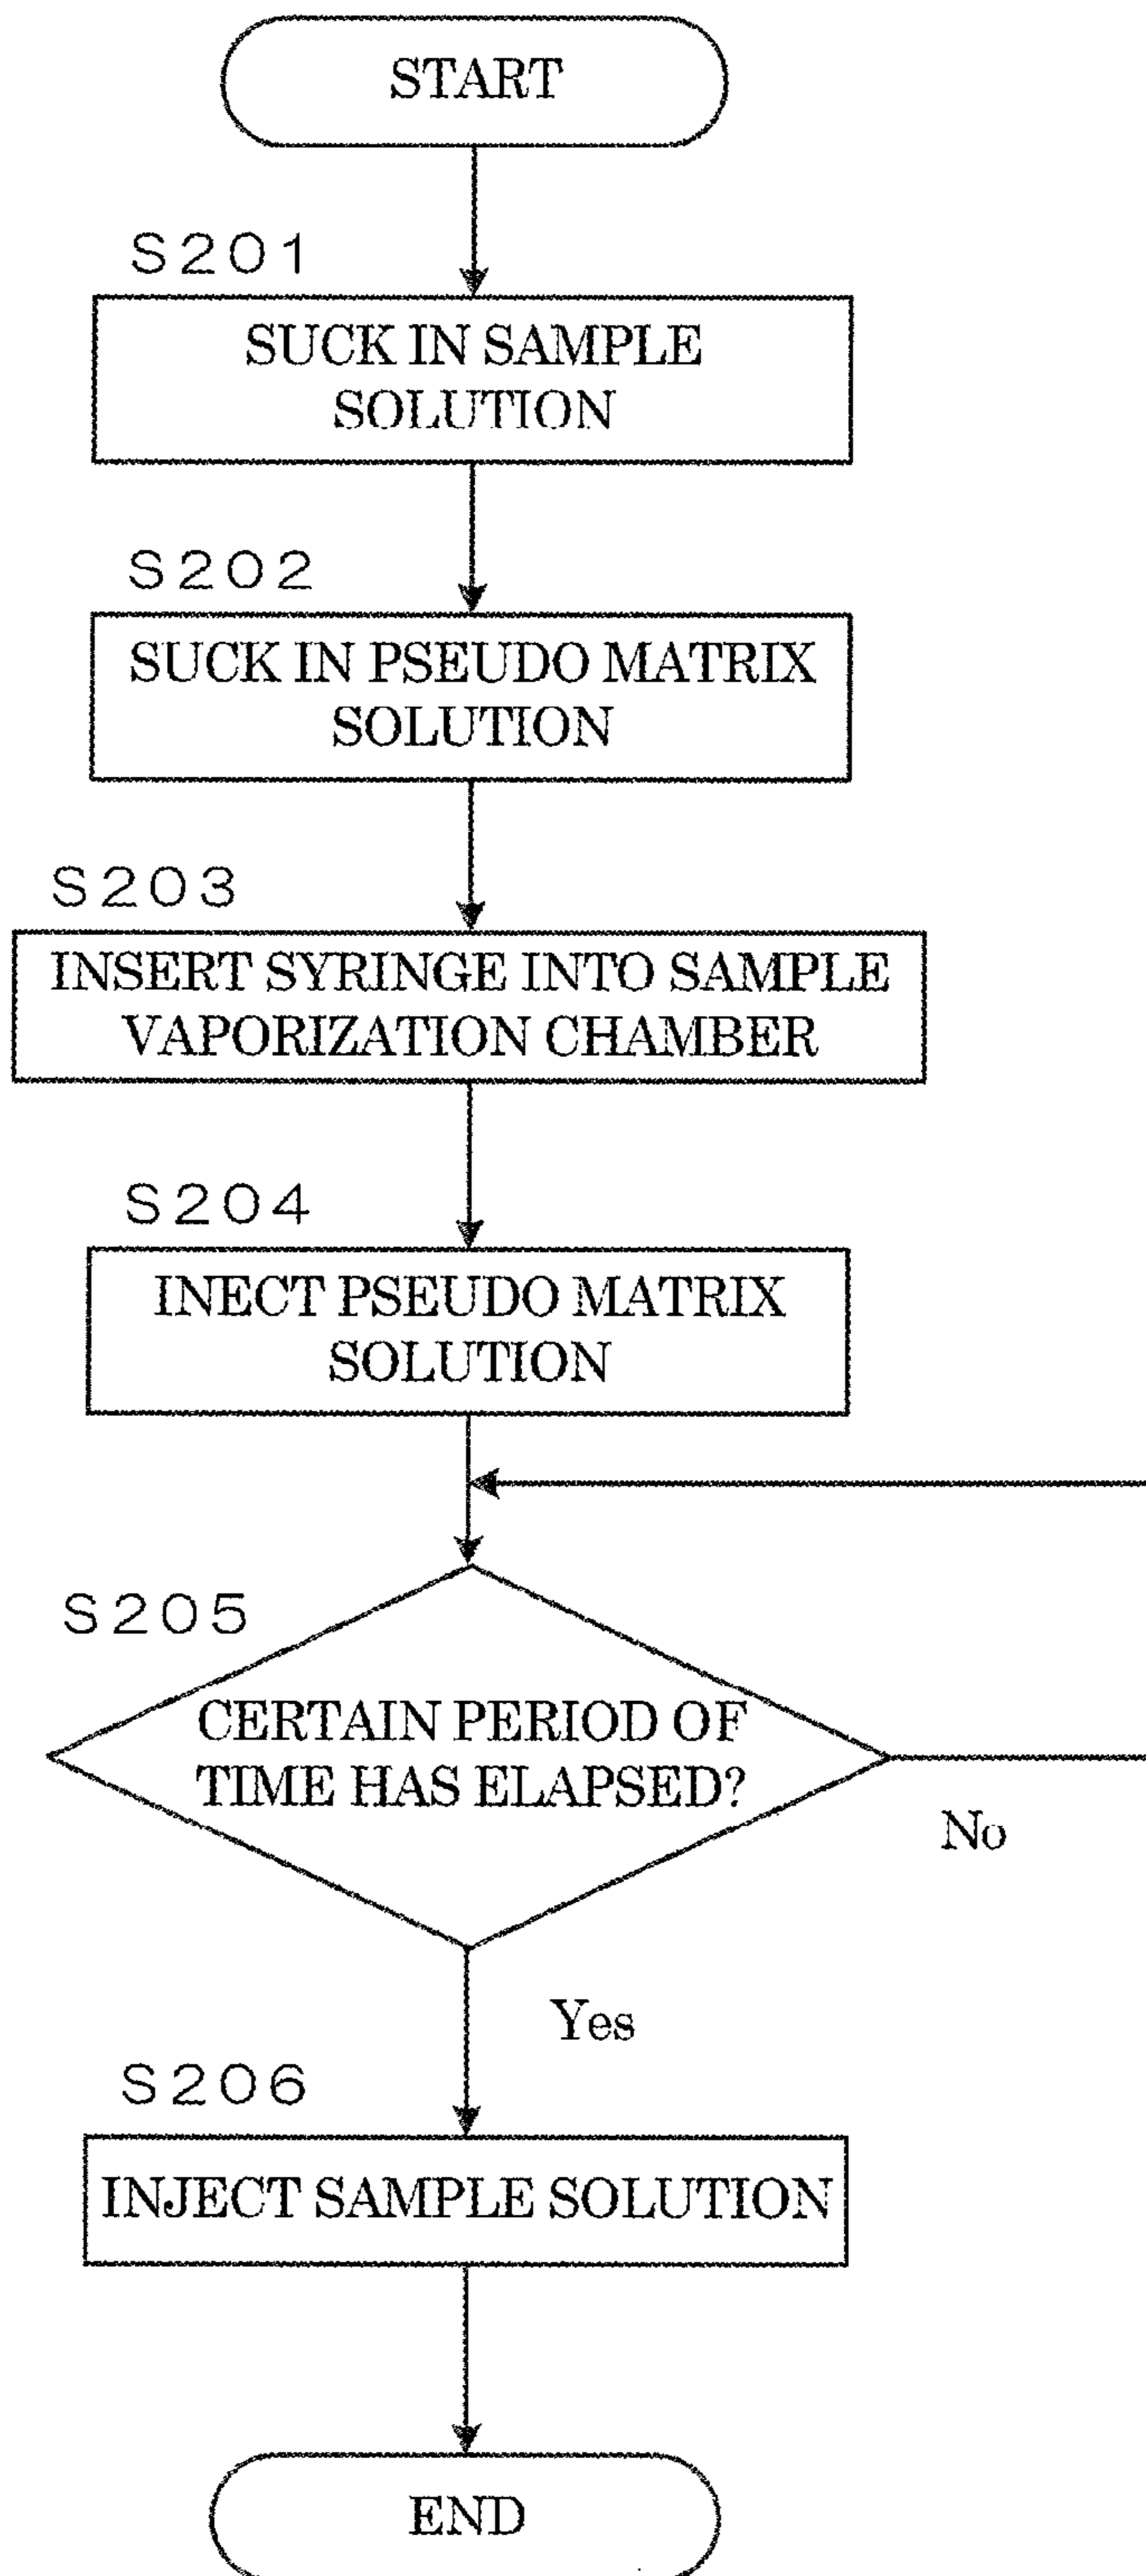 START
S201
SUCK IN SAMPLE
SOLUTION
S202
SUCK IN PSEUDO MATRIX
SOLUTION
S203
INSERT SYRINGE INTO SAMPLE
VAPORIZATION CHAMBER
S204
INECT PSEUDO MATRIX
SOLUTION
S205
CERTAIN PERIOD OF
TIME HAS ELAPSED?
No
Yes
S206
INJECT SAMPLE SOLUTION
END